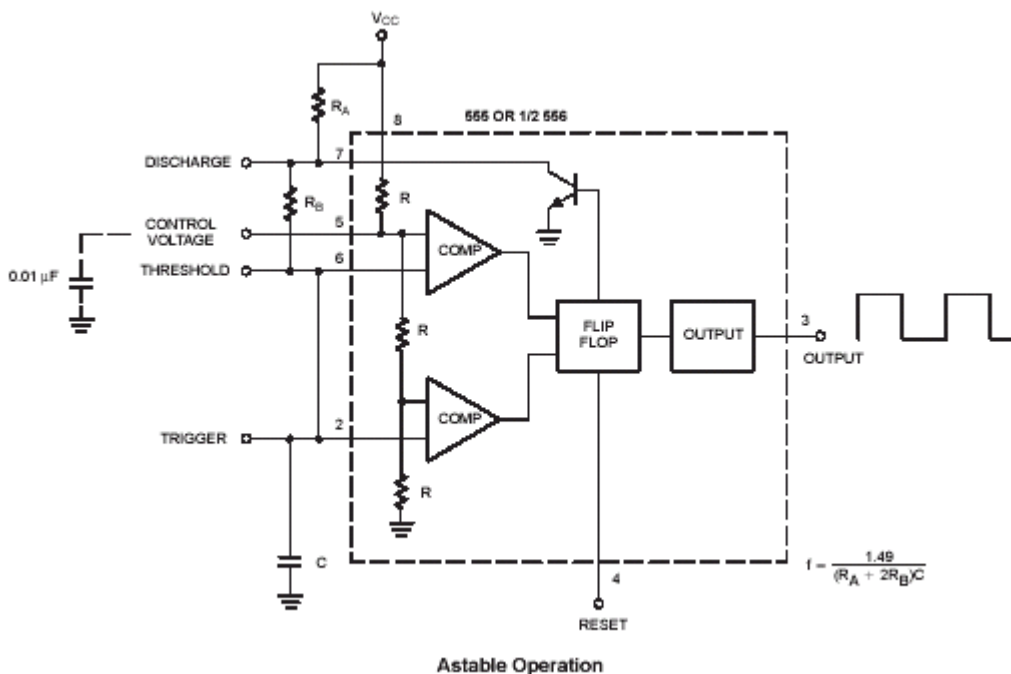 VCC
RA
555 OR 1/2 556
8
DISCHARGE
7
RB
R
CONTROL
VOLTAGE
5
COMP
0.01 µF
THRESHOLD
6
R
FLIP
FLOP
OUTPUT
3
OUTPUT
COMP
TRIGGER
2
R
C
4
f = 1.49
(RA + 2RB)C
RESET
Astable Operation